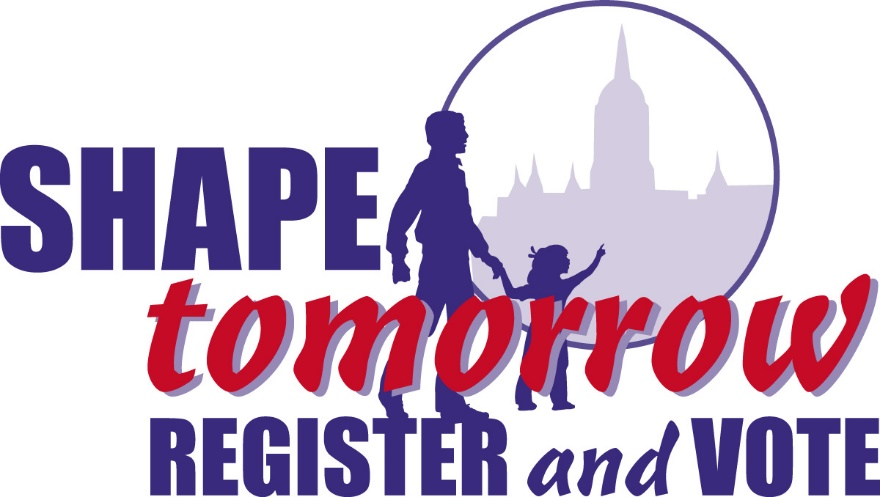 SHAPE
tomorrow
REGISTER and VOTE